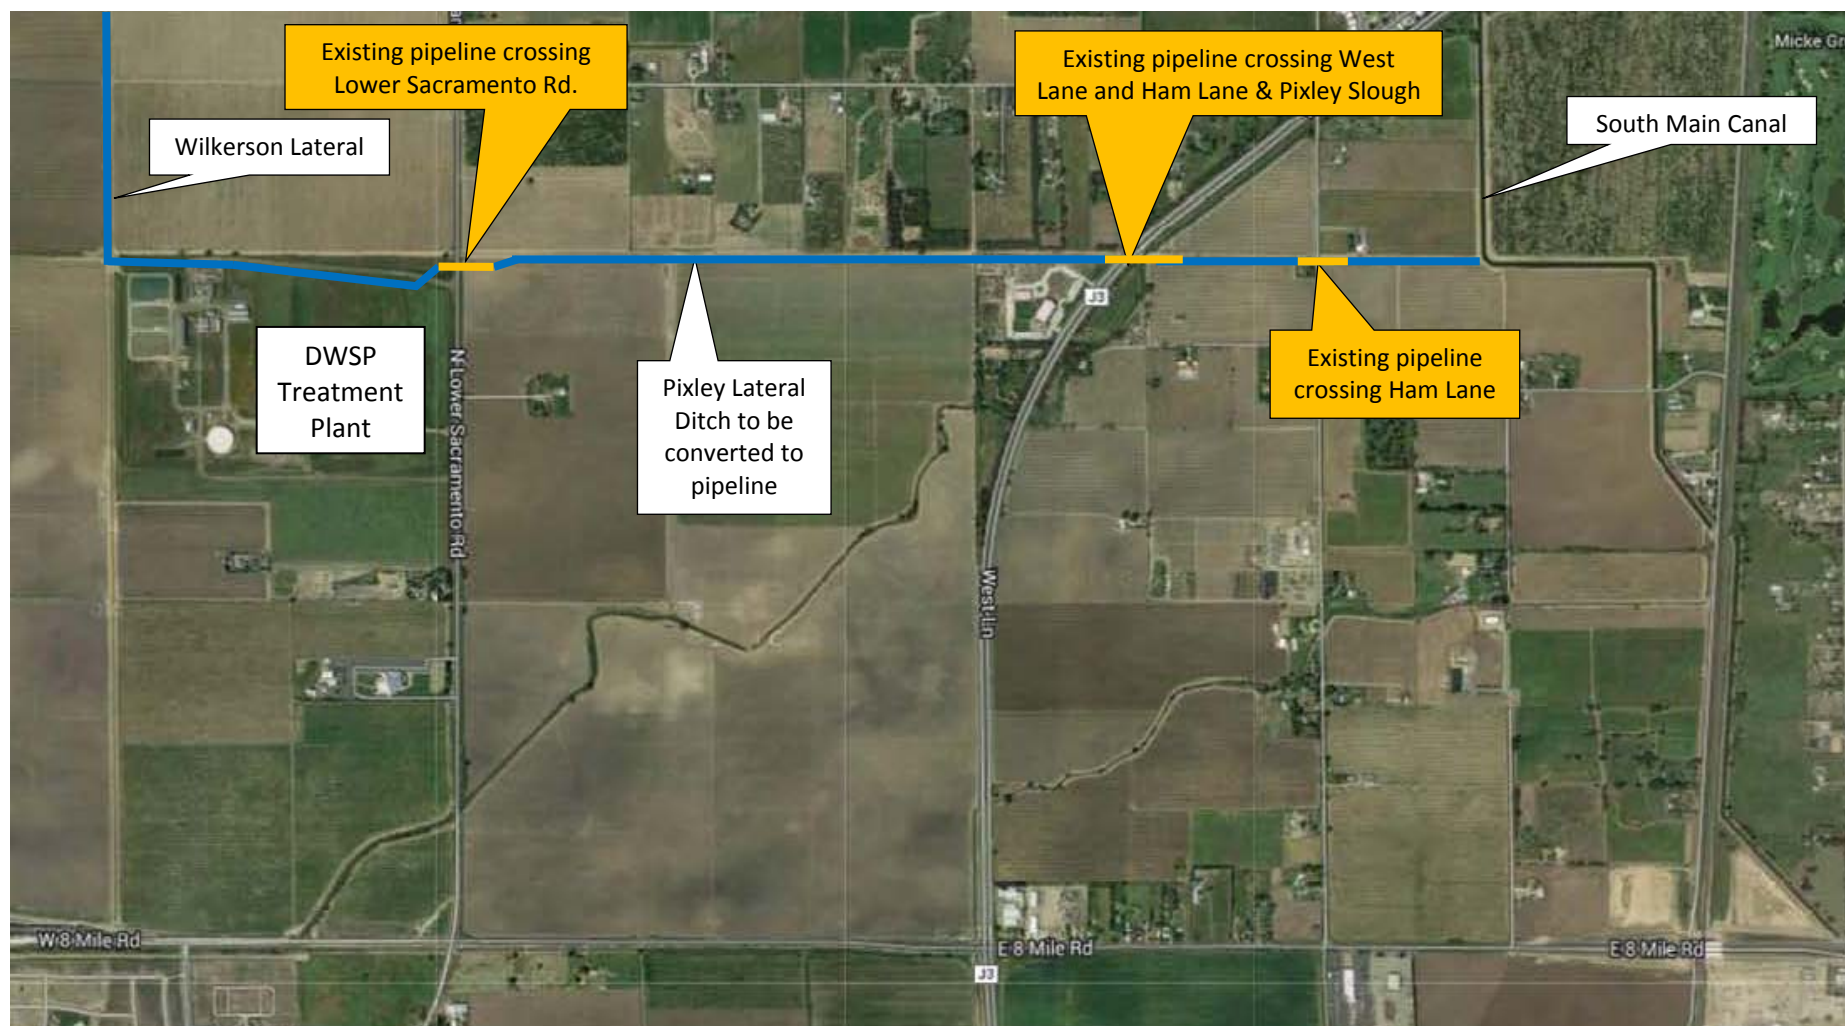 Existing pipeline crossing
Lower Sacramento Rd.
Existing pipeline crossing West
Lane and Ham Lane & Pixley Slough
Micke Gr
South Main Canal
Wilkerson Lateral
J3
DWSP
Treatment
Plant
N Lower Sacramento Rd
Pixley Lateral
Ditch to be
converted to
pipeline
Existing pipeline
crossing Ham Lane
West Ln
W 8 Mile Rd
E 8 Mile Rd
E 8 Mile Rd
J3